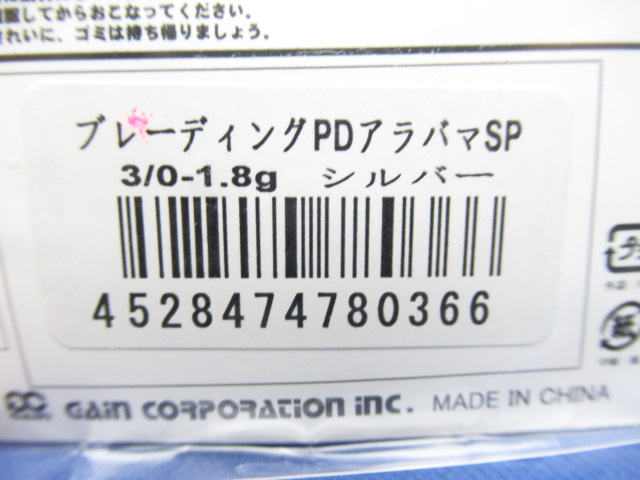 してからおこなってください。
れいに、ゴミは持ち帰りましょう。
ブレーディングPDアラバマSP
3/0-1.8g シルバー
4528474780366
プラ
紙
GAIN CORPORATION INC. MADE IN CHINA